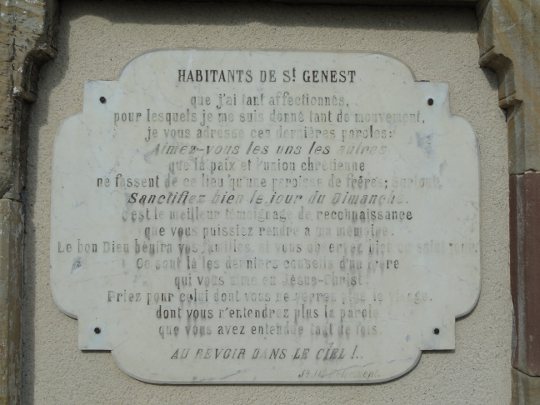 HABITANTS DE St GENEST
que j'ai tant affectionnés,
pour lesquels je me suis donné tant de mouvement,
je vous adresse ces dernières paroles:
Aimez-vous les uns les autres
que la paix et l'union chrétienne
ne fassent de ce lieu qu'une paroisse de frères; Surtout,
Sanctifiez bien le jour du Dimanche.
C'est le meilleur témoignage de reconnaissance
que vous puissiez rendre à ma mémoire.
Le bon Dieu bénira vos familles, si vous observez bien ce saint jour.
Ce sont là les derniers conseils d'un frère
qui vous aime en Jésus-Christ.
Priez pour celui dont vous ne verrez plus le visage,
dont vous n'entendrez plus la parole
que vous avez entendue tant de fois.
AU REVOIR DANS LE CIEL !..